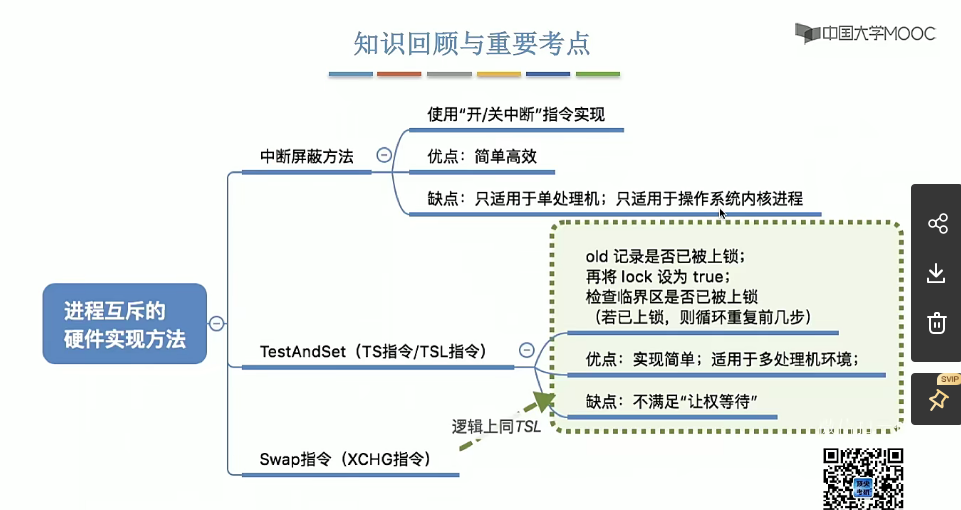 知识回顾与重要考点
中国大学MOOC
使用“开/关中断”指令实现
中断屏蔽方法
优点：简单高效
缺点：只适用于单处理机；只适用于操作系统内核进程
old 记录是否已被上锁；
再将 lock 设为 true；
检查临界区是否已被上锁
（若已上锁，则循环重复前几步）
进程互斥的
硬件实现方法
TestAndSet（TS指令/TSL指令）
优点：实现简单；适用于多处理机环境；
缺点：不满足“让权等待”
逻辑上同TSL
Swap指令（XCHG指令）
SVIP